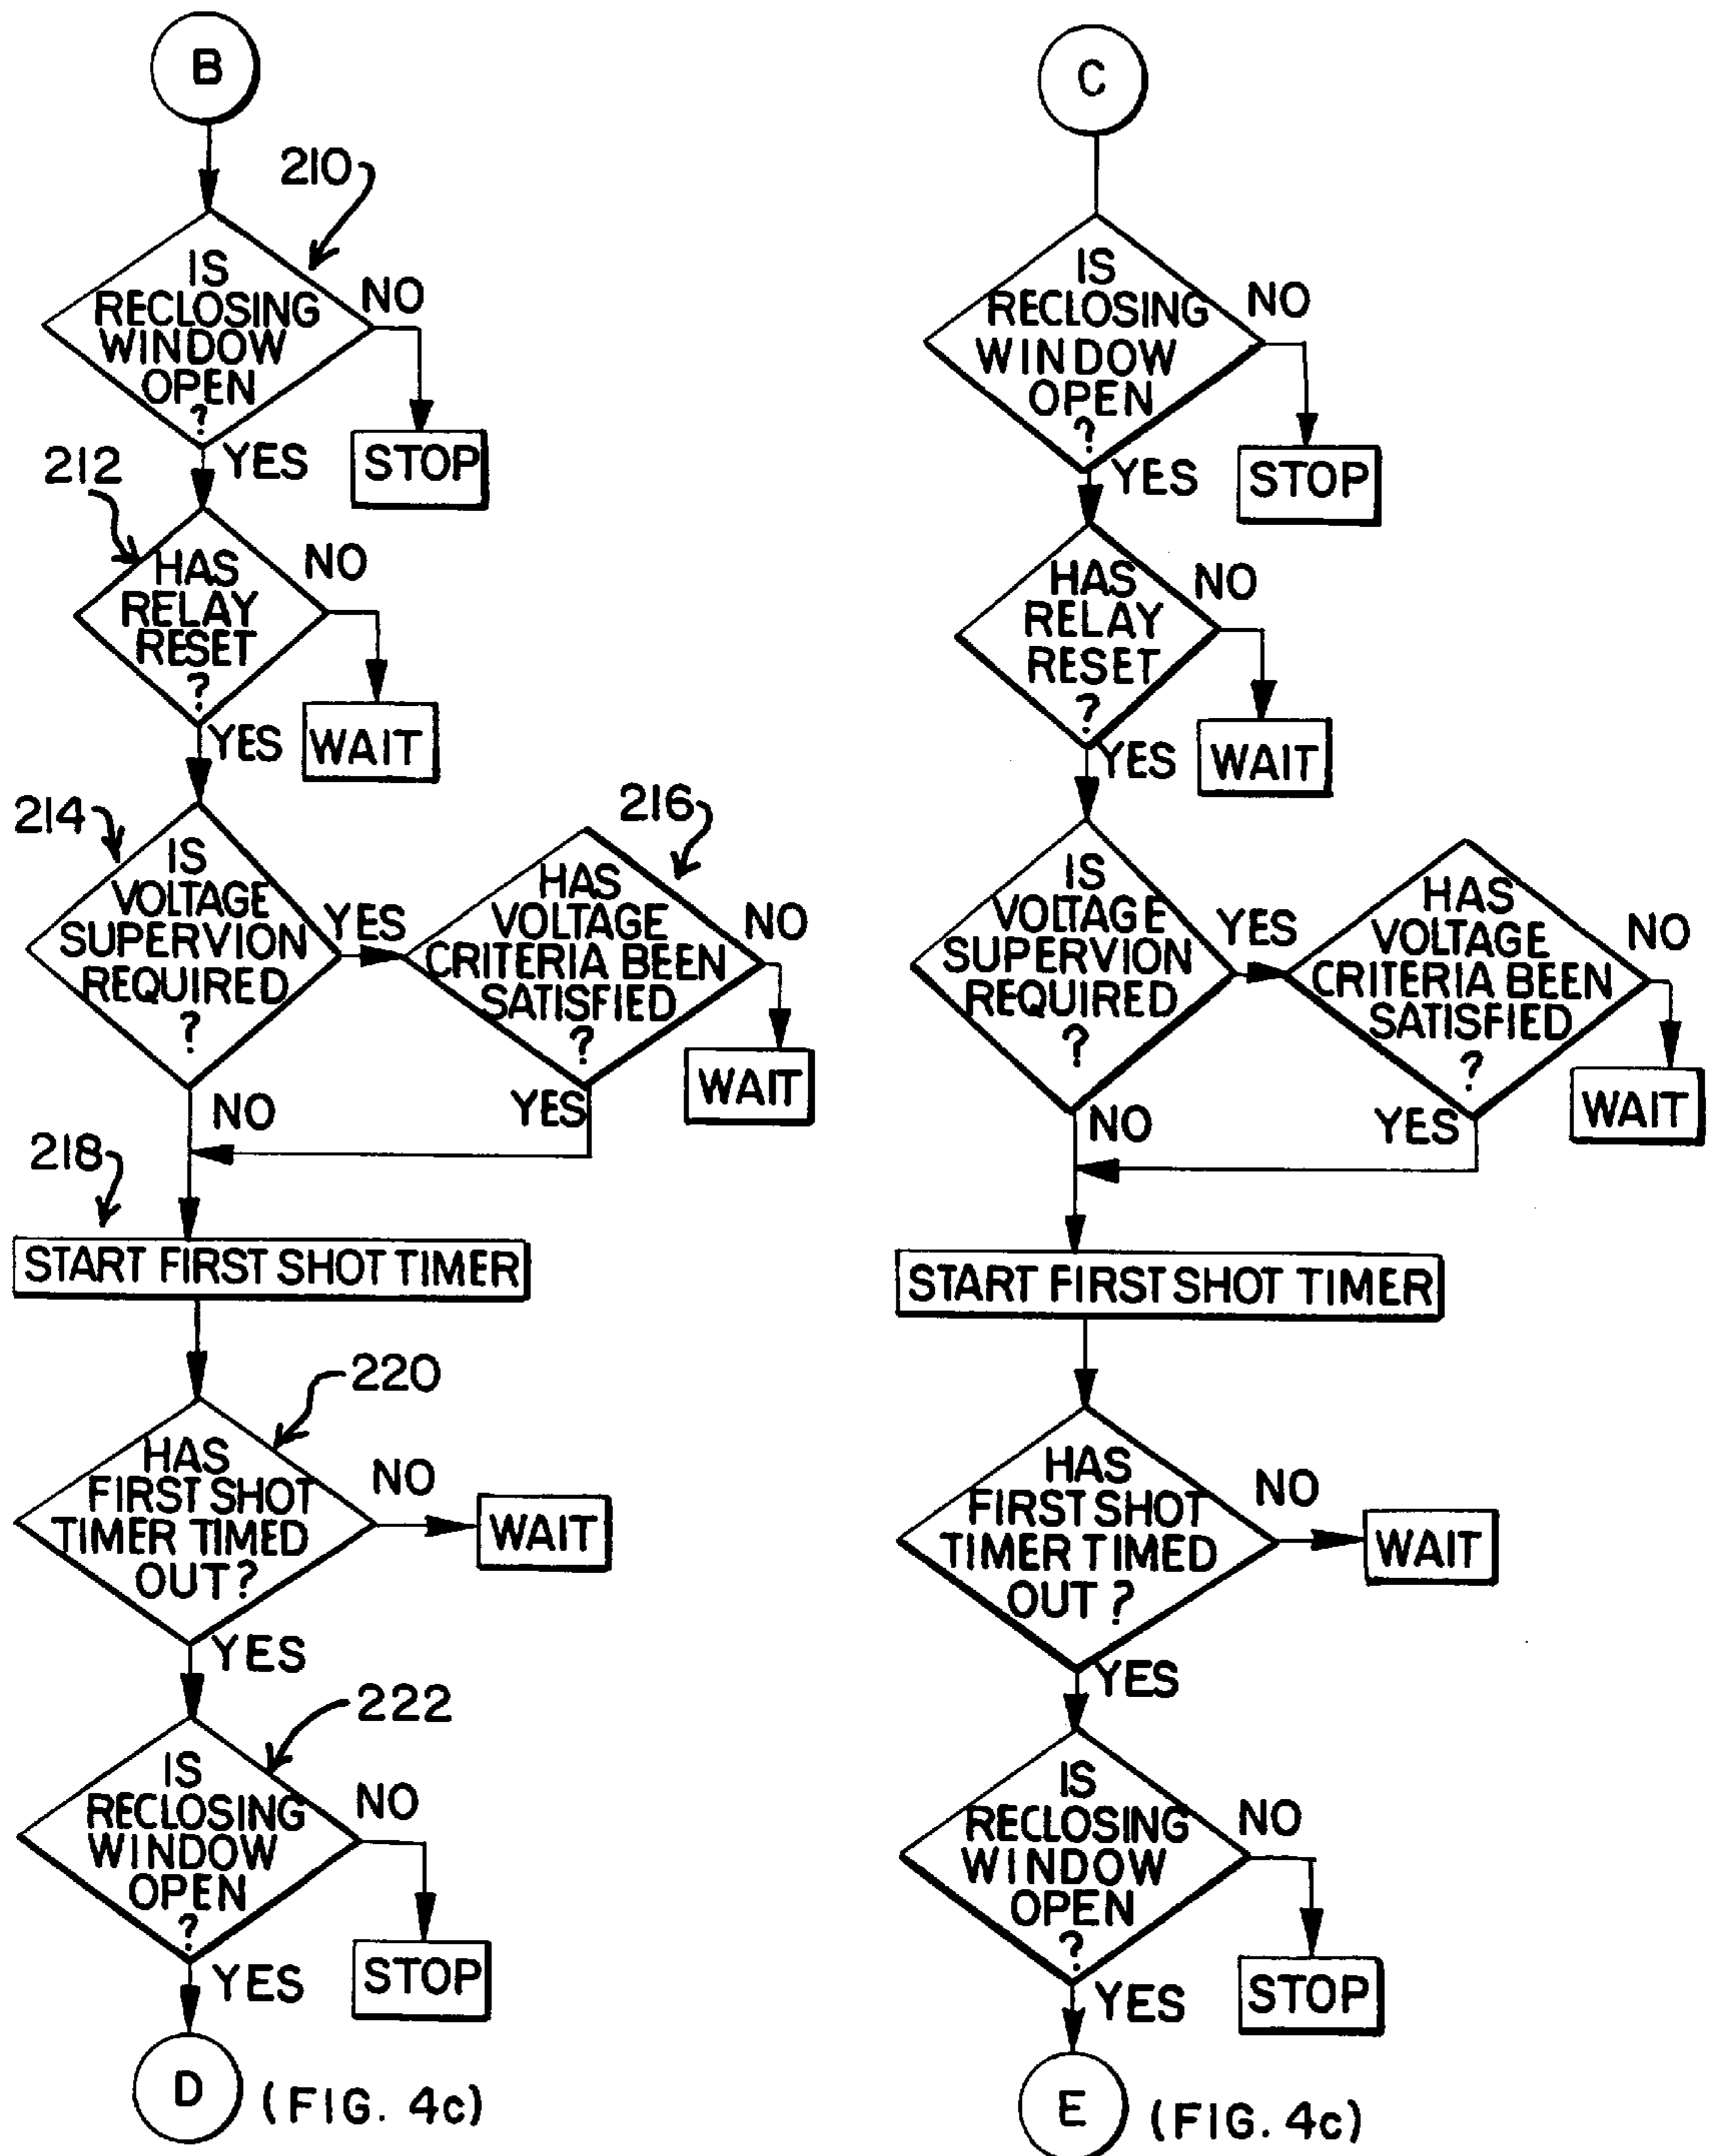 B
210
IS
RECLOSING
WINDOW
OPEN
?
NO
STOP
YES
212
HAS
RELAY
RESET
?
NO
WAIT
YES
214
IS
VOLTAGE
SUPERVION
REQUIRED
?
YES
216
HAS
VOLTAGE
CRITERIA BEEN
SATISFIED
?
NO
WAIT
YES
NO
218
START FIRST SHOT TIMER
220
HAS
FIRST SHOT
TIMER TIMED
OUT?
NO
WAIT
YES
222
IS
RECLOSING
WINDOW
OPEN
?
NO
STOP
YES
D
(FIG. 4c)
C
IS
RECLOSING
WINDOW
OPEN
?
NO
STOP
YES
HAS
RELAY
RESET
?
NO
WAIT
YES
IS
VOLTAGE
SUPERVION
REQUIRED
?
YES
HAS
VOLTAGE
CRITERIA BEEN
SATISFIED
?
NO
WAIT
YES
NO
START FIRST SHOT TIMER
HAS
FIRST SHOT
TIMER TIMED
OUT?
NO
WAIT
YES
IS
RECLOSING
WINDOW
OPEN
?
NO
STOP
YES
E
(FIG. 4c)